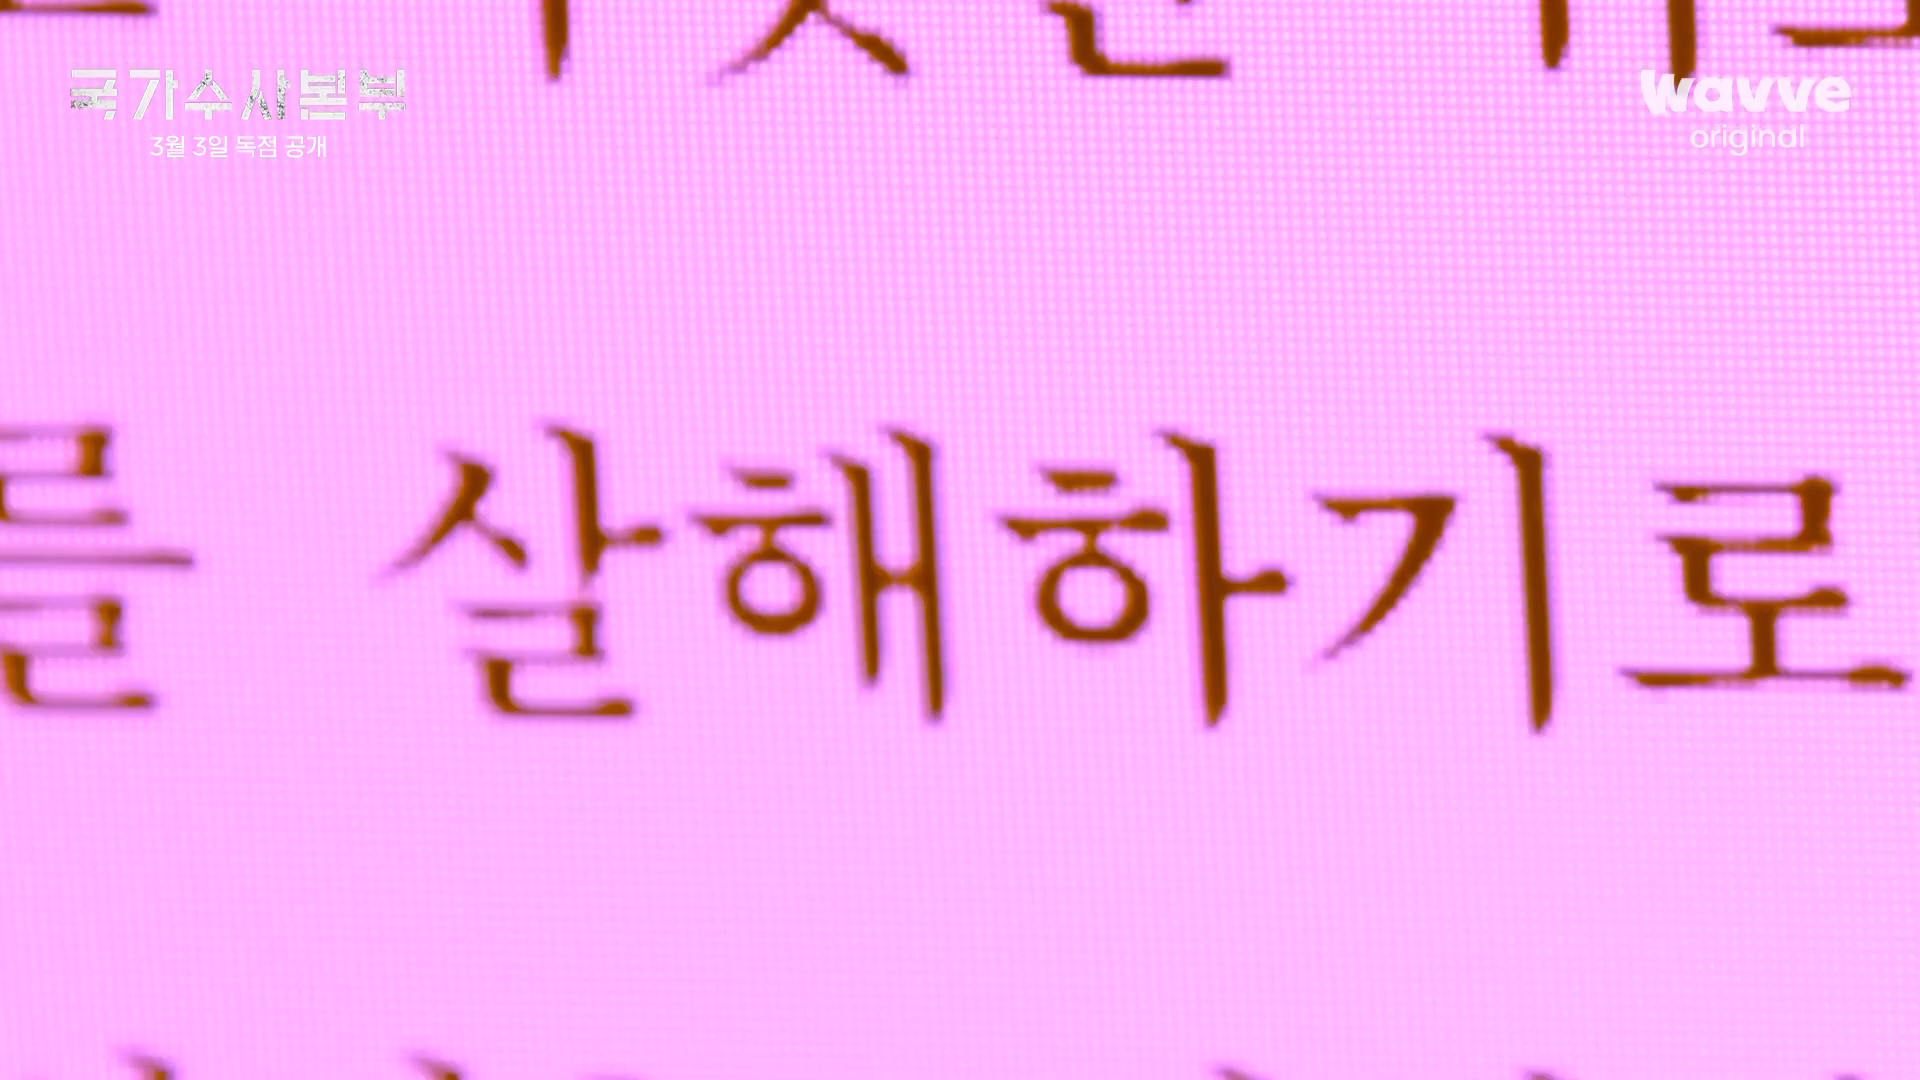 국가수사본부
3월 3일 독점 공개
wavve
original
를 살해하기로